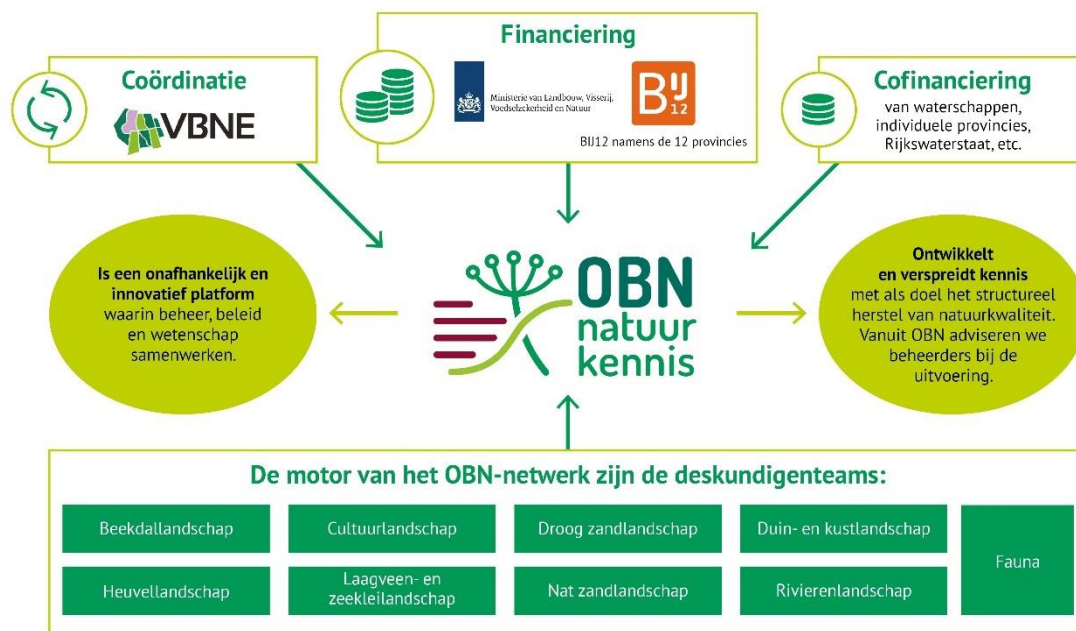 Coördinatie
VBNE
Financiering
Ministerie van Landbouw, Visserij,
Voedselzekerheid en Natuur
BIJ
12
BIJ12 namens de 12 provincies
Cofinanciering
van waterschappen,
individuele provincies,
Rijkswaterstaat, etc.
Is een onafhankelijk en
innovatief platform
waarin beheer, beleid
en wetenschap
samenwerken.
OBN
natuur
kennis
Ontwikkelt
en verspreidt kennis
met als doel het structureel
herstel van natuurkwaliteit.
Vanuit OBN adviseren we
beheerders bij de
uitvoering.
De motor van het OBN-netwerk zijn de deskundigenteams:
Beekdallandschap
Cultuurlandschap
Droog zandlandschap
Duin- en kustlandschap
Fauna
Heuvellandschap
Laagveen- en
zeekleilandschap
Nat zandlandschap
Rivierenlandschap